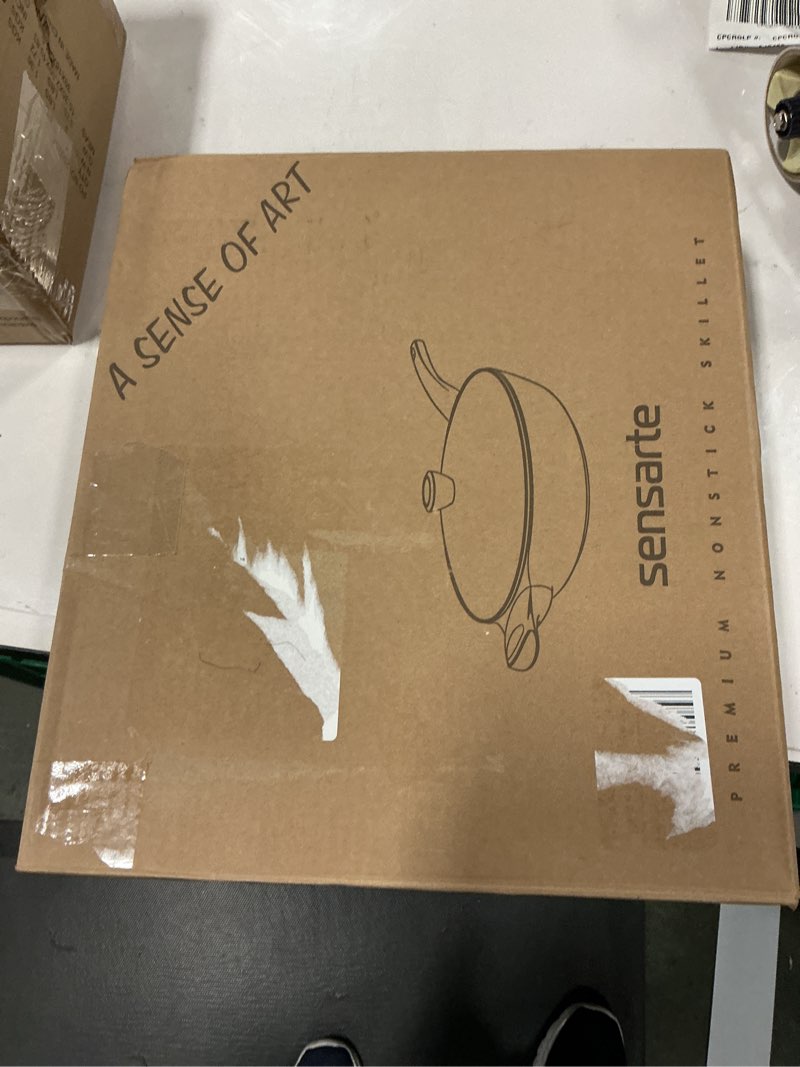 A SENSE OF ART
sensarte
PREMIUM NONSTICK SKILLET